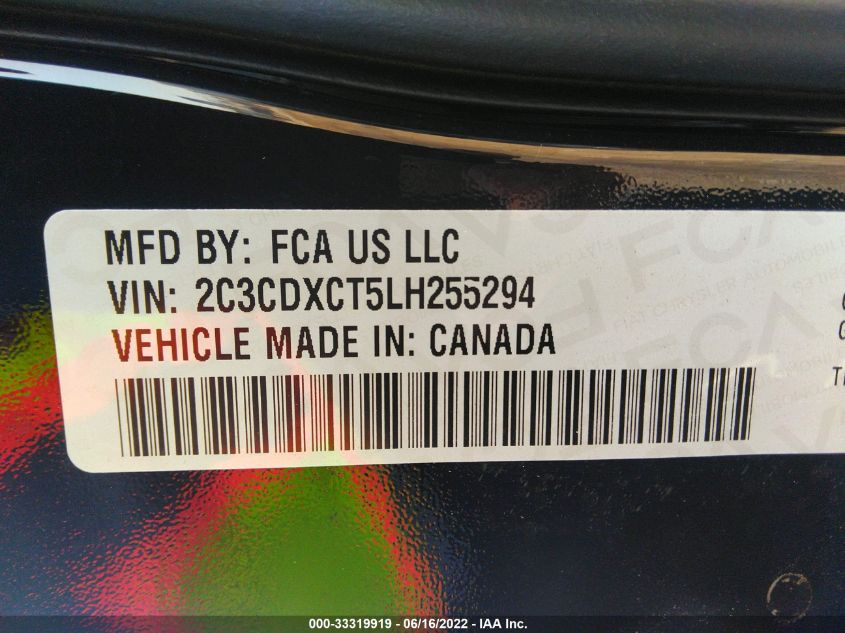 MFD BY: FCA US LLC
VIN: 2C3CDXCT5LH255294
VEHICLE MADE IN: CANADA
000-33319919 - 06/16/2022 - IAA Inc.